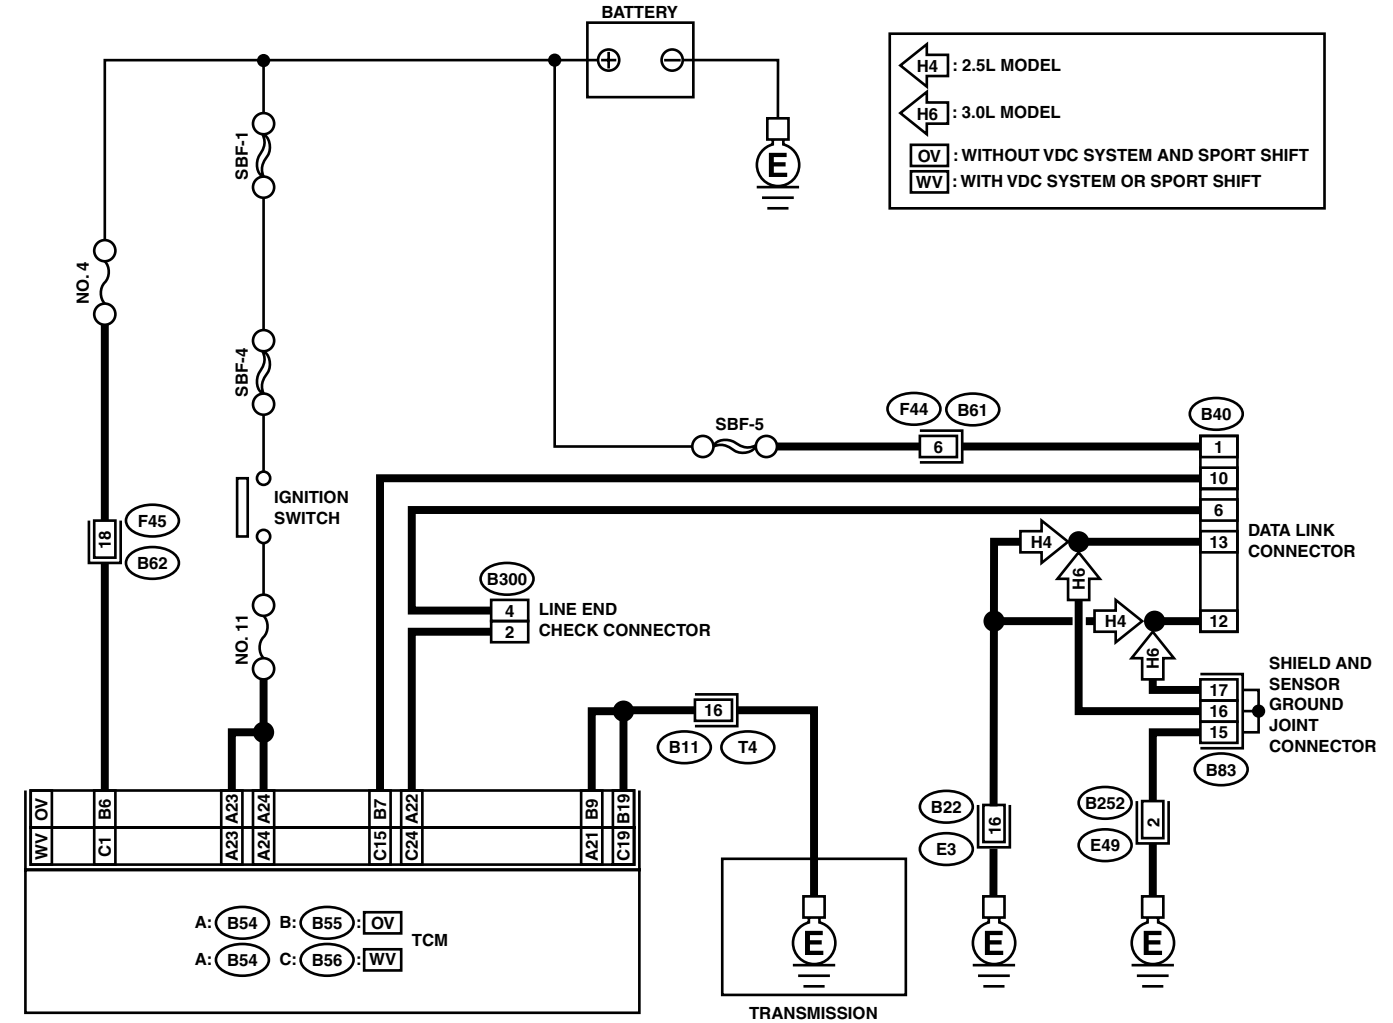 BATTERY
H4 : 2.5L MODEL
H6 : 3.0L MODEL
OV : WITHOUT VDC SYSTEM AND SPORT SHIFT
WV : WITH VDC SYSTEM OR SPORT SHIFT
E
SBF-1
NO. 4
SBF-4
SBF-5
F44
B61
B40
6
1
10
6
13
12
DATA LINK
CONNECTOR
IGNITION
SWITCH
F45
18
B62
H4
H6
H4
H6
B300
4
2
LINE END
CHECK CONNECTOR
NO. 11
SHIELD AND
SENSOR
GROUND
JOINT
CONNECTOR
17
16
15
B83
16
B11
T4
B22
16
E3
B252
2
E49
OV B6 A23 A24 B7 A22 B9 B19
WV C1 A23 A24 C15 C24 A21 C19
A: B54 B: B55 : OV
TCM
A: B54 C: B56 : WV
E
E
E
TRANSMISSION